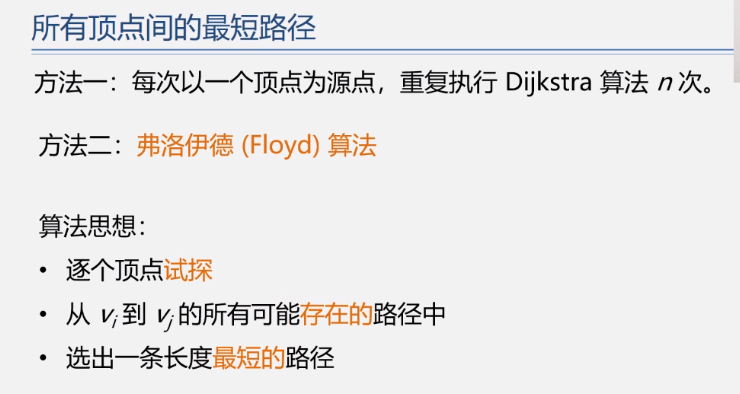 所有顶点间的最短路径
方法一：每次以一个顶点为源点，重复执行 Dijkstra 算法 n 次。
方法二：弗洛伊德 (Floyd) 算法
算法思想：
• 逐个顶点试探
• 从 vi 到 vj 的所有可能存在的路径中
• 选出一条长度最短的路径